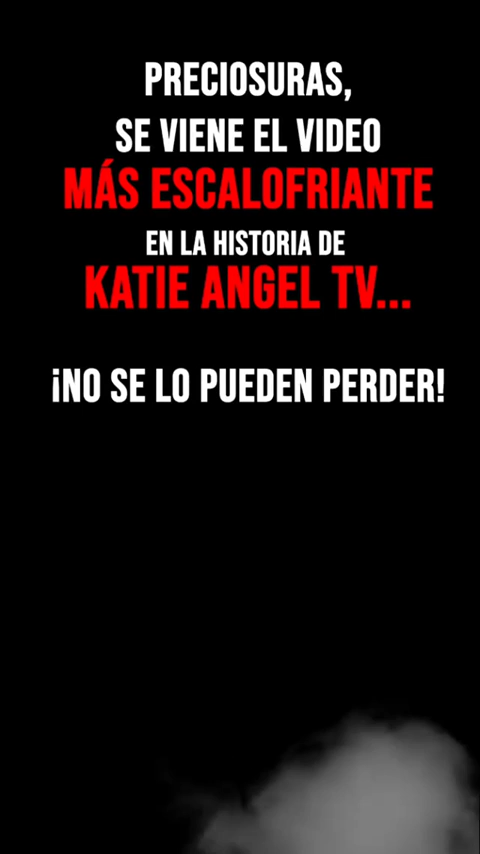 PRECIOSURAS,
SE VIENE EL VIDEO
MÁS ESCALOFRIANTE
EN LA HISTORIA DE
KATIE ANGEL TV...
¡NO SE LO PUEDEN PERDER!